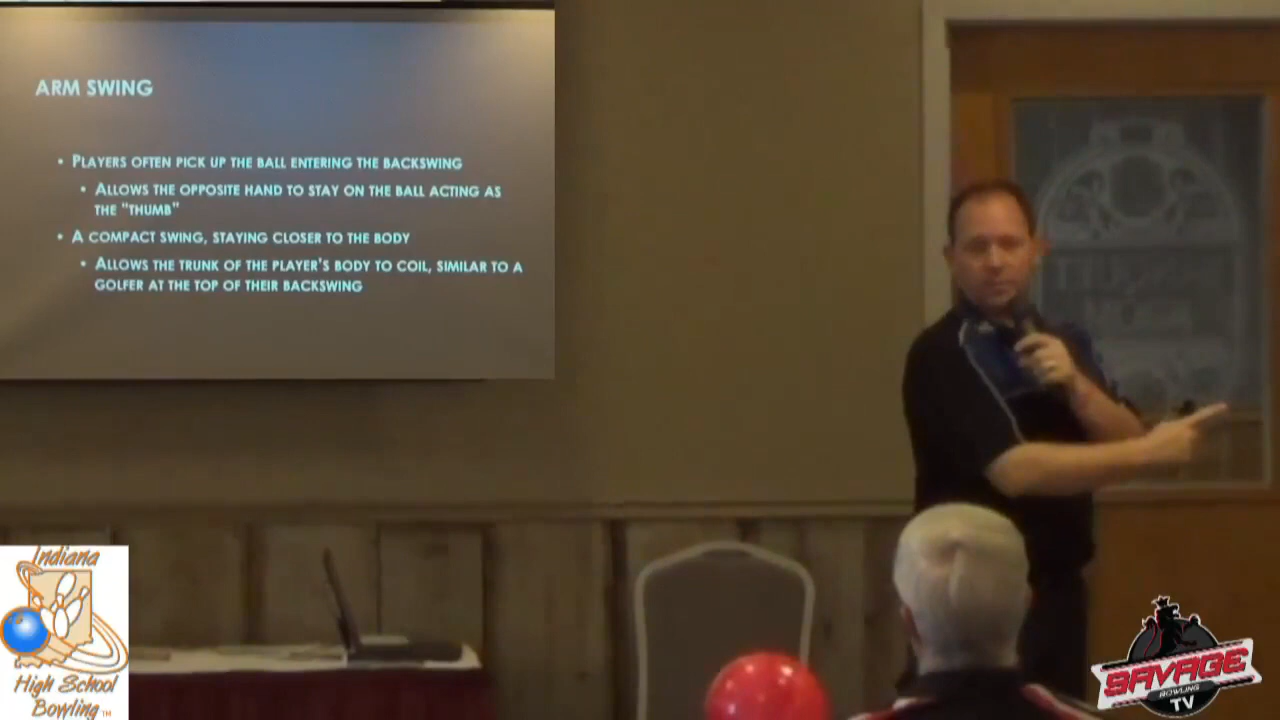 ARM SWING
• PLAYERS OFTEN PICK UP THE BALL ENTERING THE BACKSWING
• ALLOWS THE OPPOSITE HAND TO STAY ON THE BALL ACTING AS
THE "THUMB"
• A COMPACT SWING, STAYING CLOSER TO THE BODY
• ALLOWS THE TRUNK OF THE PLAYER'S BODY TO COIL, SIMILAR TO A
GOLFER AT THE TOP OF THEIR BACKSWING
Indiana
High School
Bowling™
SAVAGE
BOWLING
TV